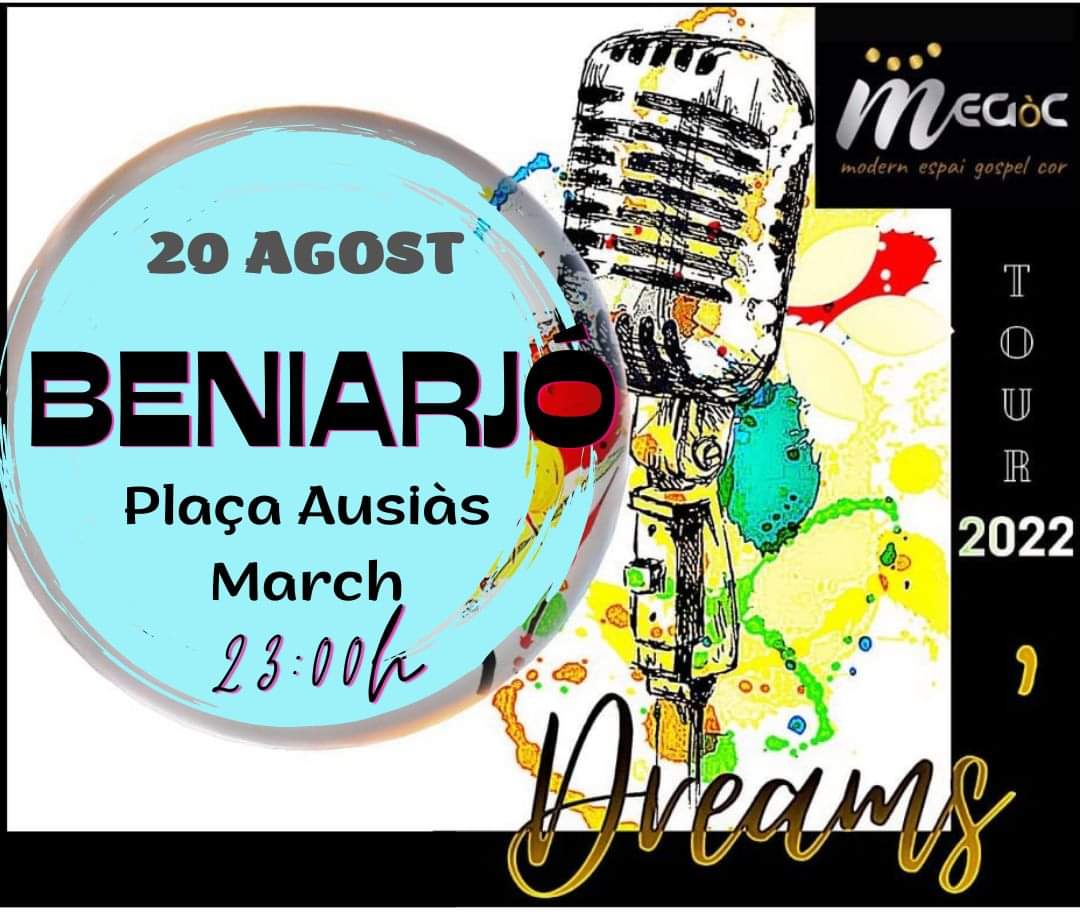 MEGÒC
modern espai gospel cor
20 AGOST
BENIARJÓ
Plaça Ausiàs
March
23:00h
TOUR
2022
Dreams,